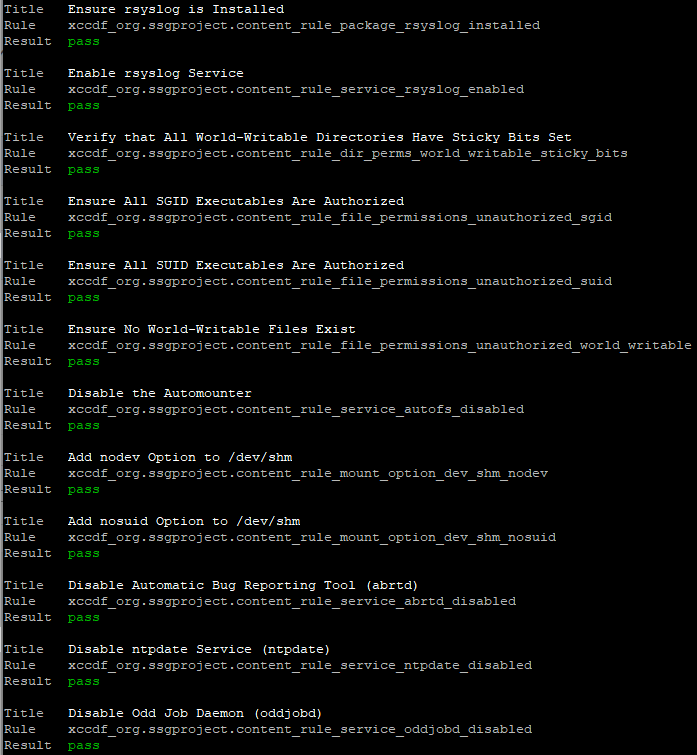 Title   Ensure rsyslog is Installed
Rule    xccdf_org.ssgproject.content_rule_package_rsyslog_installed
Result  pass

Title   Enable rsyslog Service
Rule    xccdf_org.ssgproject.content_rule_service_rsyslog_enabled
Result  pass

Title   Verify that All World-Writable Directories Have Sticky Bits Set
Rule    xccdf_org.ssgproject.content_rule_dir_perms_world_writable_sticky_bits
Result  pass

Title   Ensure All SGID Executables Are Authorized
Rule    xccdf_org.ssgproject.content_rule_file_permissions_unauthorized_sgid
Result  pass

Title   Ensure All SUID Executables Are Authorized
Rule    xccdf_org.ssgproject.content_rule_file_permissions_unauthorized_suid
Result  pass

Title   Ensure No World-Writable Files Exist
Rule    xccdf_org.ssgproject.content_rule_file_permissions_unauthorized_world_writable
Result  pass

Title   Disable the Automounter
Rule    xccdf_org.ssgproject.content_rule_service_autofs_disabled
Result  pass

Title   Add nodev Option to /dev/shm
Rule    xccdf_org.ssgproject.content_rule_mount_option_dev_shm_nodev
Result  pass

Title   Add nosuid Option to /dev/shm
Rule    xccdf_org.ssgproject.content_rule_mount_option_dev_shm_nosuid
Result  pass

Title   Disable Automatic Bug Reporting Tool (abrtd)
Rule    xccdf_org.ssgproject.content_rule_service_abrtd_disabled
Result  pass

Title   Disable ntpdate Service (ntpdate)
Rule    xccdf_org.ssgproject.content_rule_service_ntpdate_disabled
Result  pass

Title   Disable Odd Job Daemon (oddjobd)
Rule    xccdf_org.ssgproject.content_rule_service_oddjobd_disabled
Result  pass